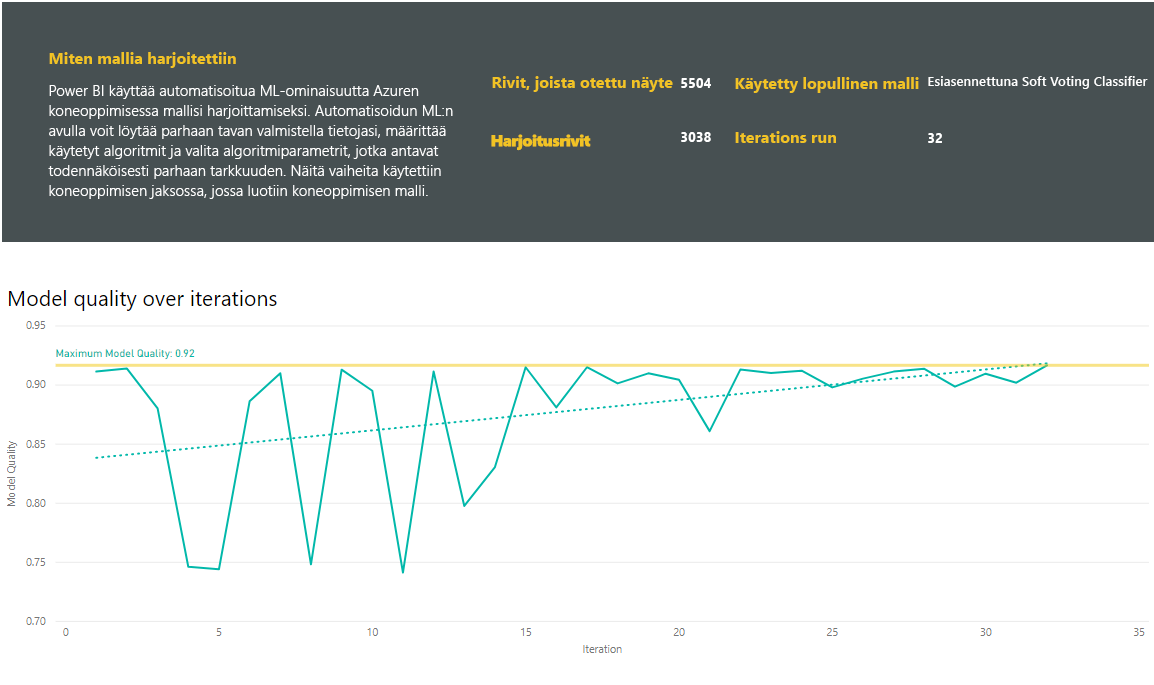 Miten mallia harjoitettiin
Power BI käyttää automatisoitua ML-ominaisuutta Azuren
koneoppimisessa mallisi harjoittamiseksi. Automatisoidun ML:n
avulla voit löytää parhaan tavan valmistella tietojasi, määrittää
käytetyt algoritmit ja valita algoritmiparametrit, jotka antavat
todennäköisesti parhaan tarkkuuden. Näitä vaiheita käytettiin
koneoppimisen jaksossa, jossa luotiin koneoppimisen malli.
Rivit, joista otettu näyte 5504
Harjoitusrivit 3038
Käytetty lopullinen malli Esiasennettuna Soft Voting Classifier
Iterations run 32
Model quality over iterations
Maximum Model Quality: 0.92
Model Quality
0.95
0.90
0.85
0.80
0.75
0.70
0 5 10 15 20 25 30 35
Iteration